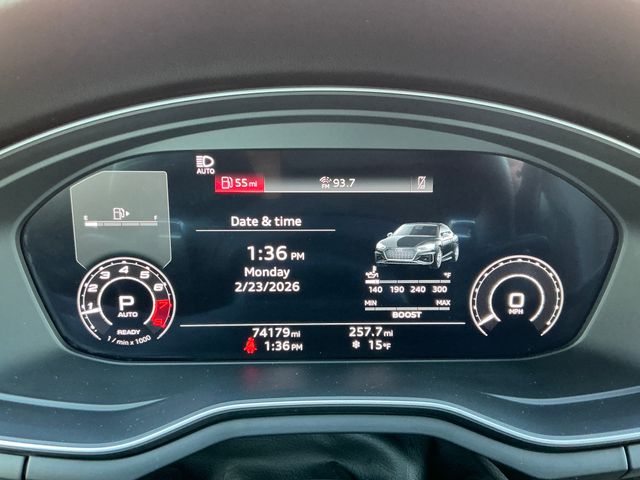 AUTO
55 mi
FM 93.7
E F
Date & time
1:36 PM
Monday
2/23/2026
°F
140 190 240 300
MIN MAX
BOOST
1 2 3 4 5 6 7 8
P
AUTO
READY
1 / min x 1000
0
MPH
74179 mi 257.7 mi
1:36 PM 15 °F